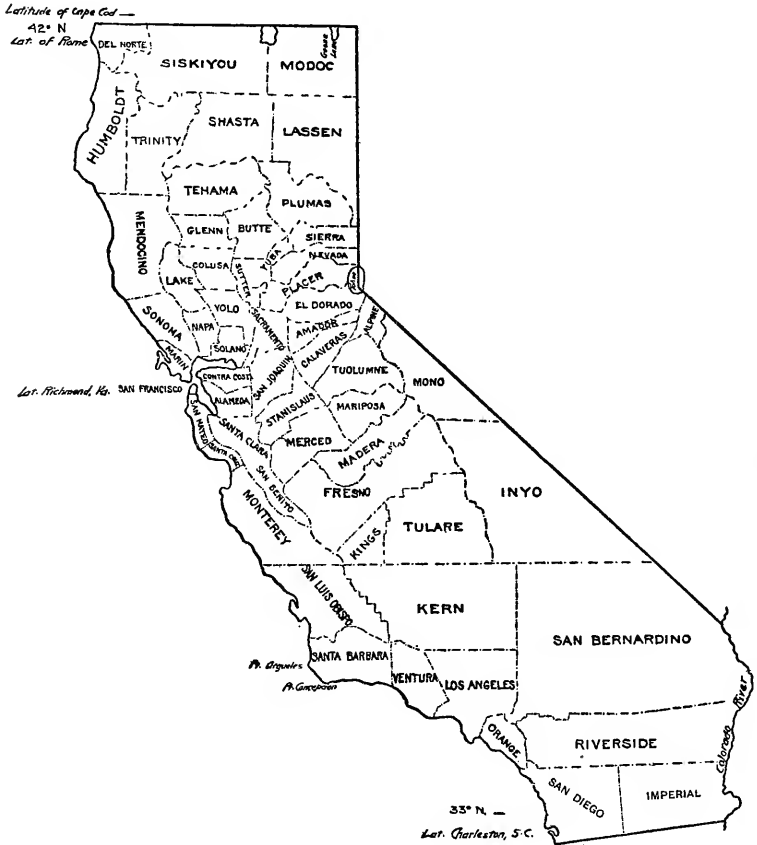 Latitude of Cape Cod —
42° N
Lat. of Rome
DEL NORTE
SISKIYOU
MODOC
Goose Lake
HUMBOLDT
TRINITY
SHASTA
LASSEN
TEHAMA
PLUMAS
MENDOCINO
GLENN
BUTTE
SIERRA
NEVADA
YUBA
COLUSA
SUTTER
LAKE
PLACER
YOLO
EL DORADO
SONOMA
NAPA
SACRAMENTO
AMADOR
ALPINE
SOLANO
CALAVERAS
MARIN
CONTRA COSTA
SAN JOAQUIN
TUOLUMNE
MONO
Lat. Richmond, Va. SAN FRANCISCO
ALAMEDA
STANISLAUS
MARIPOSA
SAN MATEO
SANTA CLARA
MERCED
MADERA
SANTA CRUZ
SAN BENITO
FRESNO
INYO
MONTEREY
KINGS
TULARE
SAN LUIS OBISPO
KERN
SAN BERNARDINO
SANTA BARBARA
Pt. Arguelес
VENTURA
LOS ANGELES
Pt. Concepcion
Colorado River
ORANGE
RIVERSIDE
SAN DIEGO
IMPERIAL
33° N. —
Lat. Charleston, S.C.